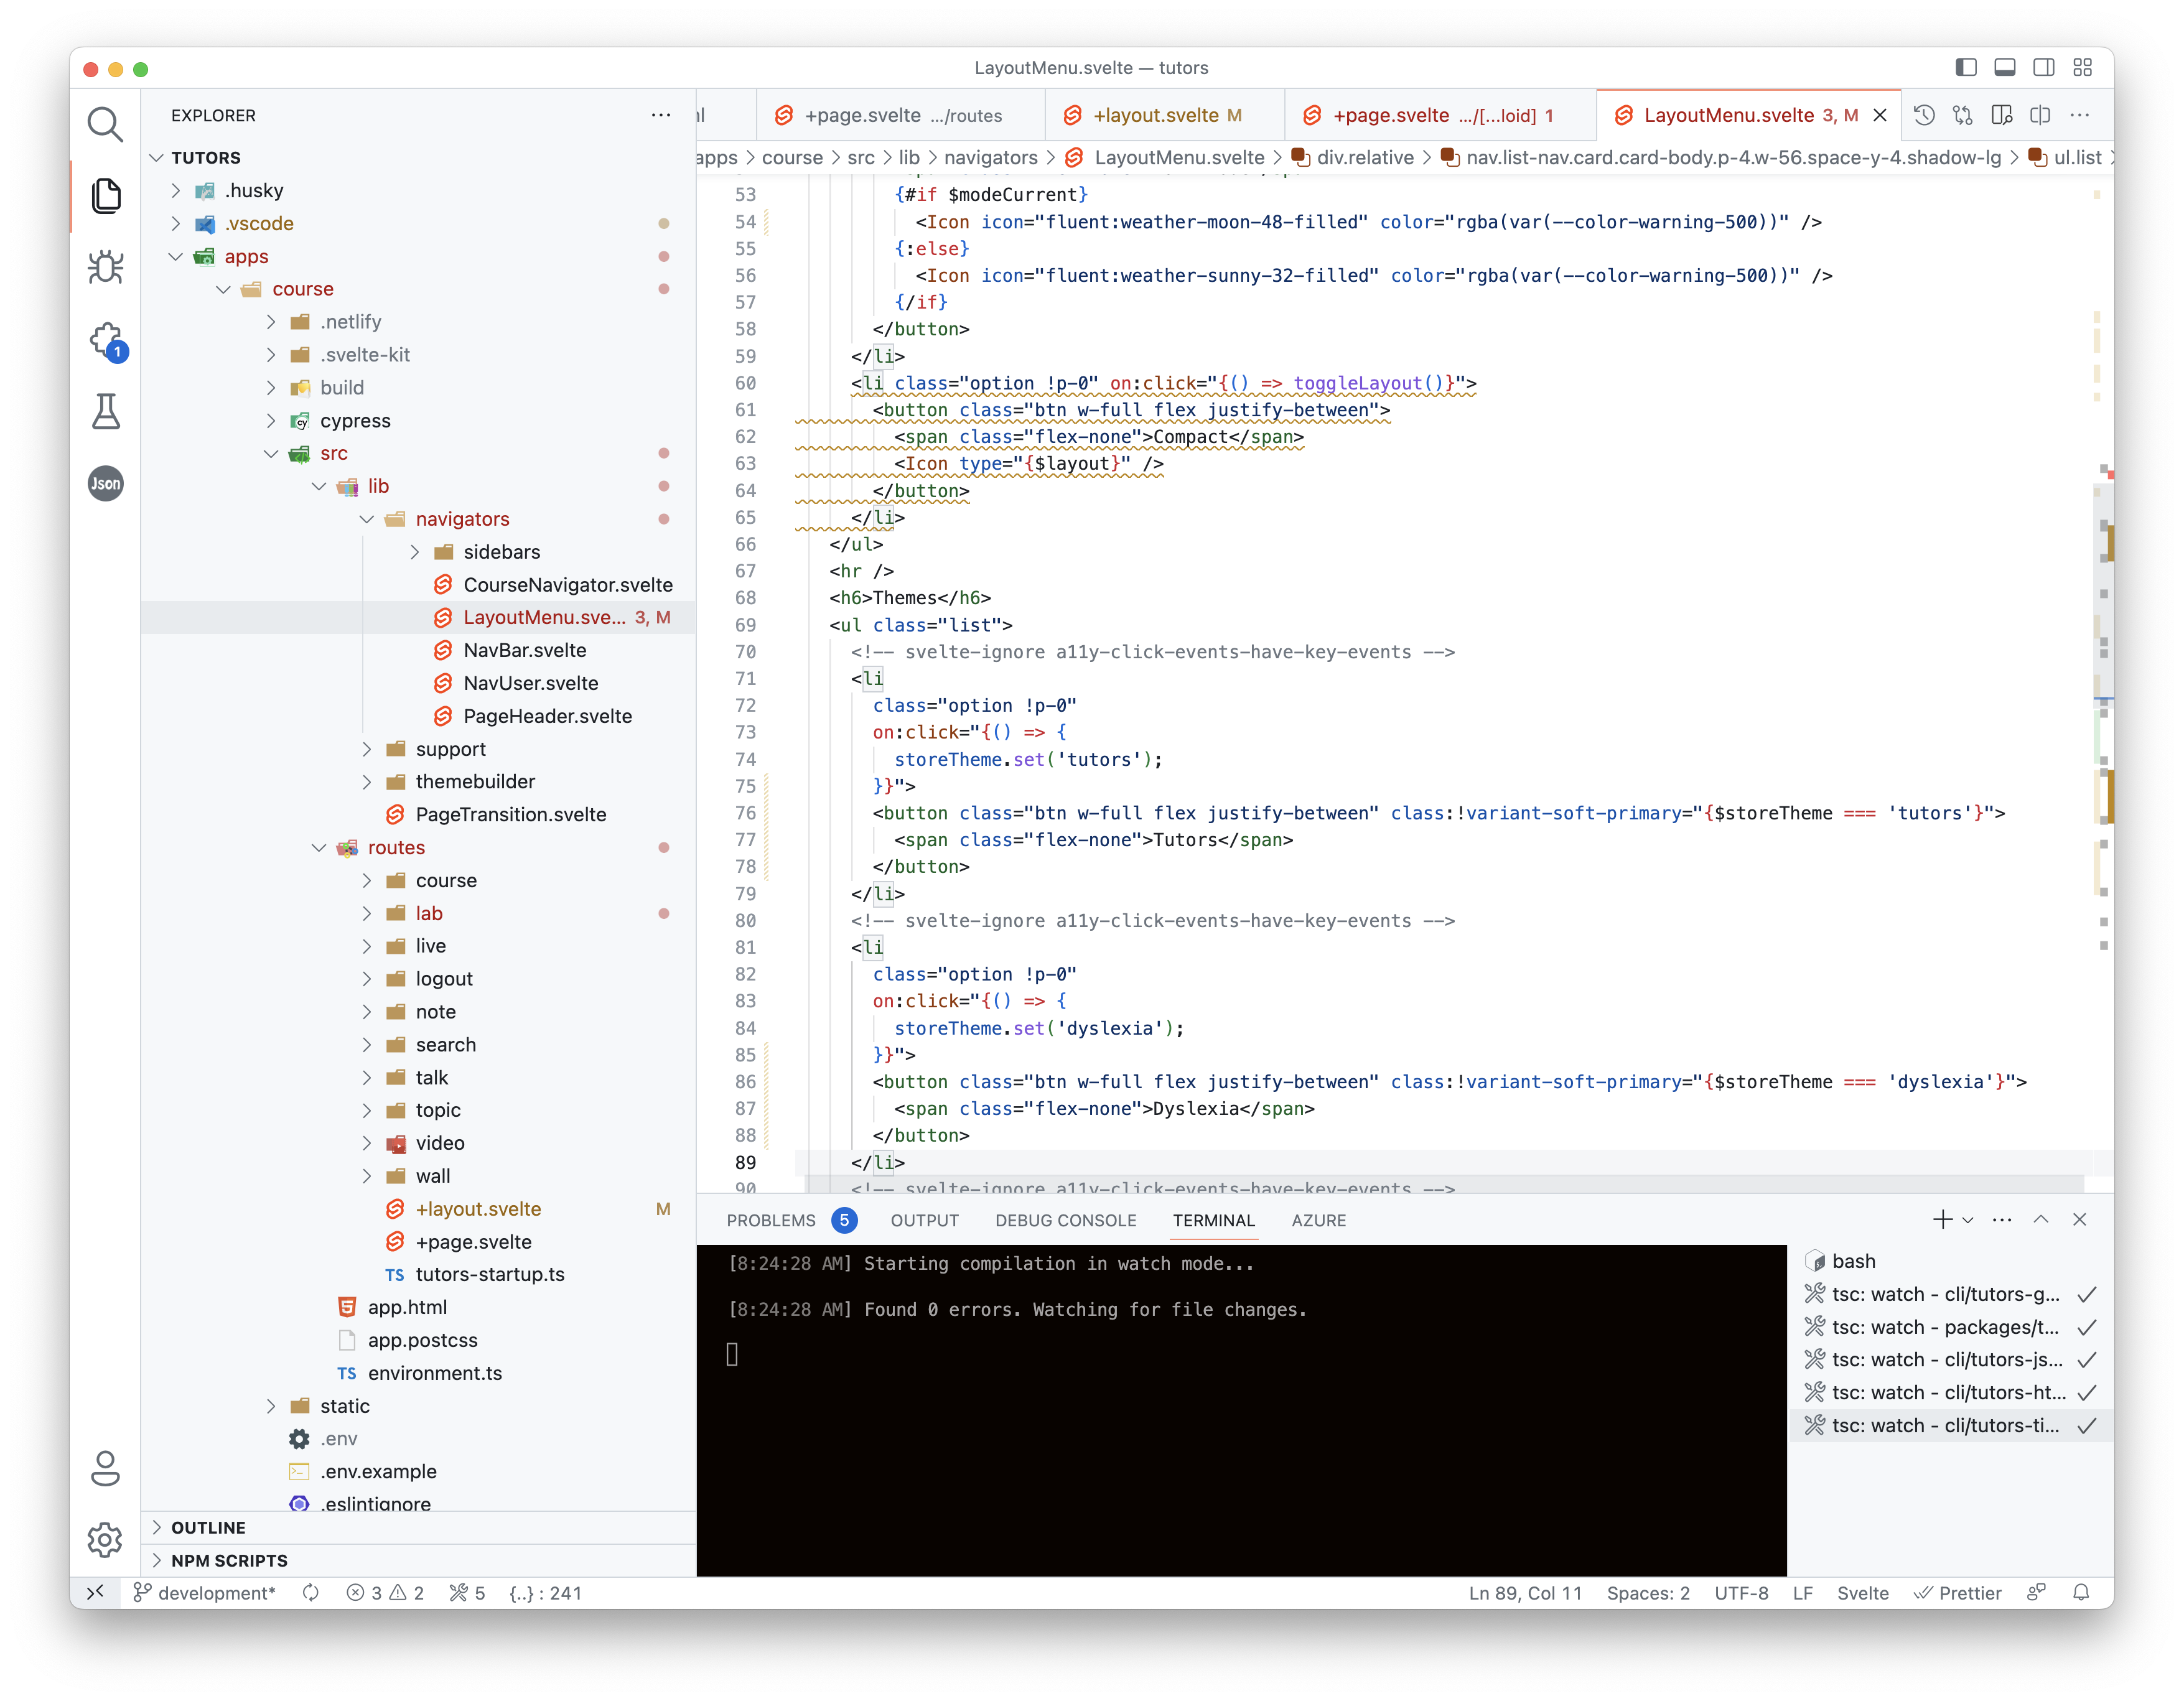 LayoutMenu.svelte — tutors
EXPLORER
TUTORS
.husky
.vscode
apps
course
.netlify
.svelte-kit
build
cypress
src
lib
navigators
sidebars
CourseNavigator.svelte
LayoutMenu.sve... 3, M
NavBar.svelte
NavUser.svelte
PageHeader.svelte
support
themebuilder
PageTransition.svelte
routes
course
lab
live
logout
note
search
talk
topic
video
wall
+layout.svelte M
+page.svelte
TS tutors-startup.ts
app.html
app.postcss
TS environment.ts
static
.env
.env.example
.eslintignore
OUTLINE
NPM SCRIPTS
1
Json
+page.svelte .../routes
+layout.svelte M
+page.svelte .../[...loid] 1
LayoutMenu.svelte 3, M
apps > course > src > lib > navigators > LayoutMenu.svelte > div.relative > nav.list-nav.card.card-body.p-4.w-56.space-y-4.shadow-lg > ul.list >
53 {#if $modeCurrent}
54 <Icon icon="fluent:weather-moon-48-filled" color="rgba(var(--color-warning-500))" />
55 {:else}
56 <Icon icon="fluent:weather-sunny-32-filled" color="rgba(var(--color-warning-500))" />
57 {/if}
58 </button>
59 </li>
60 <li class="option !p-0" on:click="{() => toggleLayout()}">
61 <button class="btn w-full flex justify-between">
62 <span class="flex-none">Compact</span>
63 <Icon type="{$layout}" />
64 </button>
65 </li>
66 </ul>
67 <hr />
68 <h6>Themes</h6>
69 <ul class="list">
70 <!-- svelte-ignore a11y-click-events-have-key-events -->
71 <li
72 class="option !p-0"
73 on:click="{() => {
74 storeTheme.set('tutors');
75 }}">
76 <button class="btn w-full flex justify-between" class:!variant-soft-primary="{$storeTheme === 'tutors'}">
77 <span class="flex-none">Tutors</span>
78 </button>
79 </li>
80 <!-- svelte-ignore a11y-click-events-have-key-events -->
81 <li
82 class="option !p-0"
83 on:click="{() => {
84 storeTheme.set('dyslexia');
85 }}">
86 <button class="btn w-full flex justify-between" class:!variant-soft-primary="{$storeTheme === 'dyslexia'}">
87 <span class="flex-none">Dyslexia</span>
88 </button>
89 </li>
90 <!-- svelte-ignore a11y-click-events-have-key-events -->
PROBLEMS 5 OUTPUT DEBUG CONSOLE TERMINAL AZURE
[8:24:28 AM] Starting compilation in watch mode...
[8:24:28 AM] Found 0 errors. Watching for file changes.
bash
tsc: watch - cli/tutors-g...
tsc: watch - packages/t...
tsc: watch - cli/tutors-js...
tsc: watch - cli/tutors-ht...
tsc: watch - cli/tutors-ti...
development* 3 2 5 {..} : 241
Ln 89, Col 11 Spaces: 2 UTF-8 LF Svelte Prettier